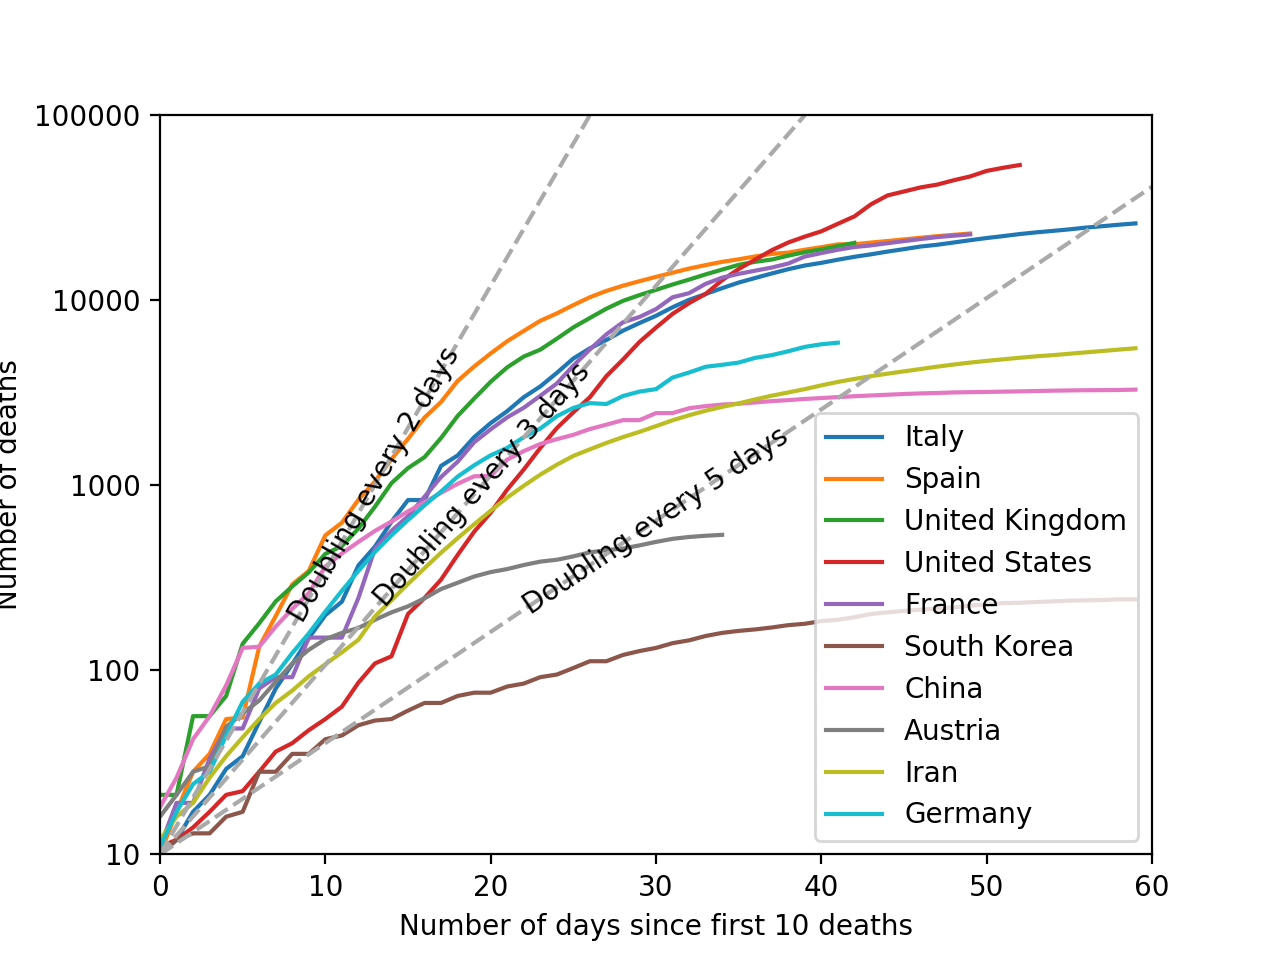 100000
10000
1000
100
10
0
10
20
30
40
50
60
Number of deaths
Number of days since first 10 deaths
Doubling every 2 days
Doubling every 3 days
Doubling every 5 days
Italy
Spain
United Kingdom
United States
France
South Korea
China
Austria
Iran
Germany